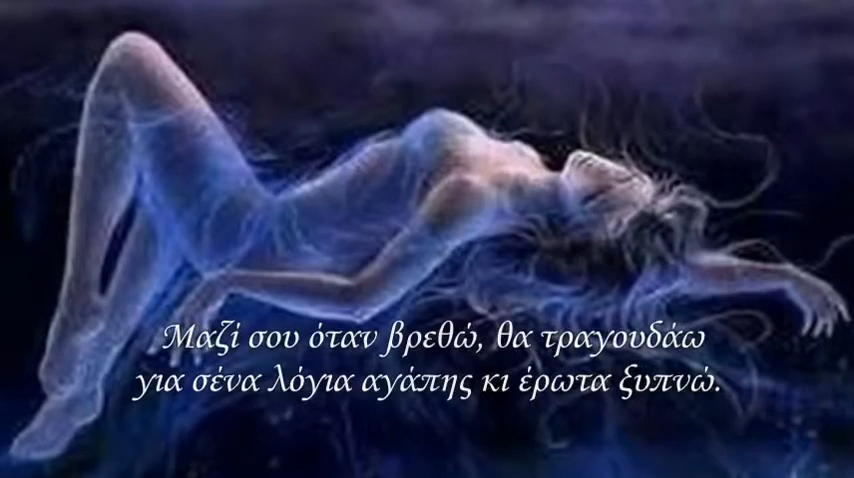 Μαζί σου όταν βρεθώ, θα τραγουδάω
για σένα λόγια αγάπης κι έρωτα ξυπνώ.